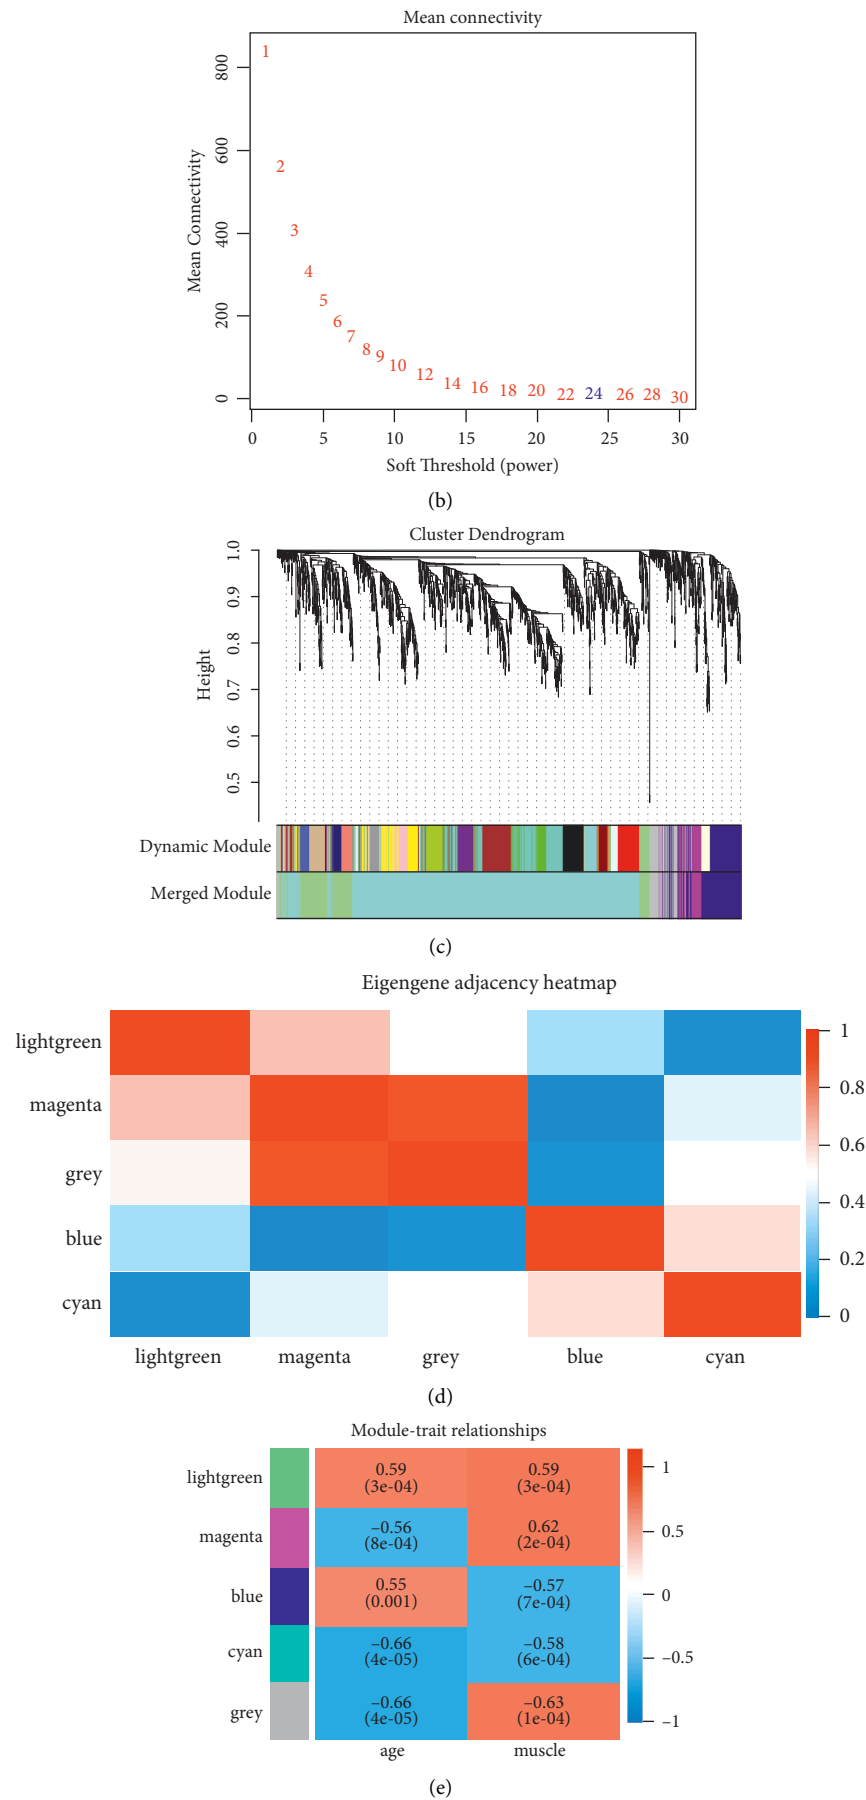 Mean connectivity
Mean Connectivity
800
600
400
200
0
1
2
3
4
5
6
7
8
9
10
12
14
16
18
20
22
24
26
28
30
0 5 10 15 20 25 30
Soft Threshold (power)
(b)
Cluster Dendrogram
Height
1.0
0.9
0.8
0.7
0.6
0.5
Dynamic Module
Merged Module
(c)
Eigengene adjacency heatmap
lightgreen
magenta
grey
blue
cyan
lightgreen magenta grey blue cyan
1
0.8
0.6
0.4
0.2
0
(d)
Module-trait relationships
lightgreen
0.59 0.59
(3e-04) (3e-04)
magenta
–0.56 0.62
(8e-04) (2e-04)
blue
0.55 –0.57
(0.001) (7e-04)
cyan
–0.66 –0.58
(4e-05) (6e-04)
grey
–0.66 –0.63
(4e-05) (1e-04)
age muscle
1
0.5
0
–0.5
–1
(e)